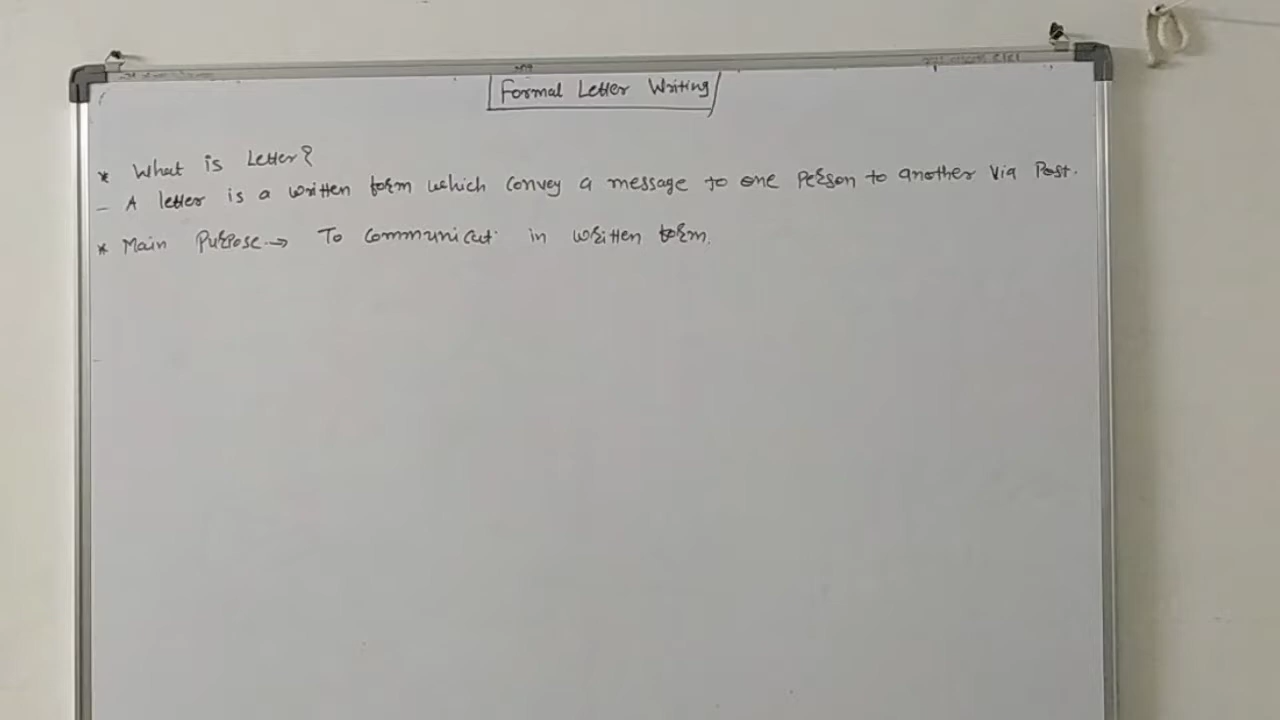 Formal Letter Writing
* What is Letter?
- A letter is a written form which convey a message to one person to another via Post.
* Main Purpose → To communicat in written form.